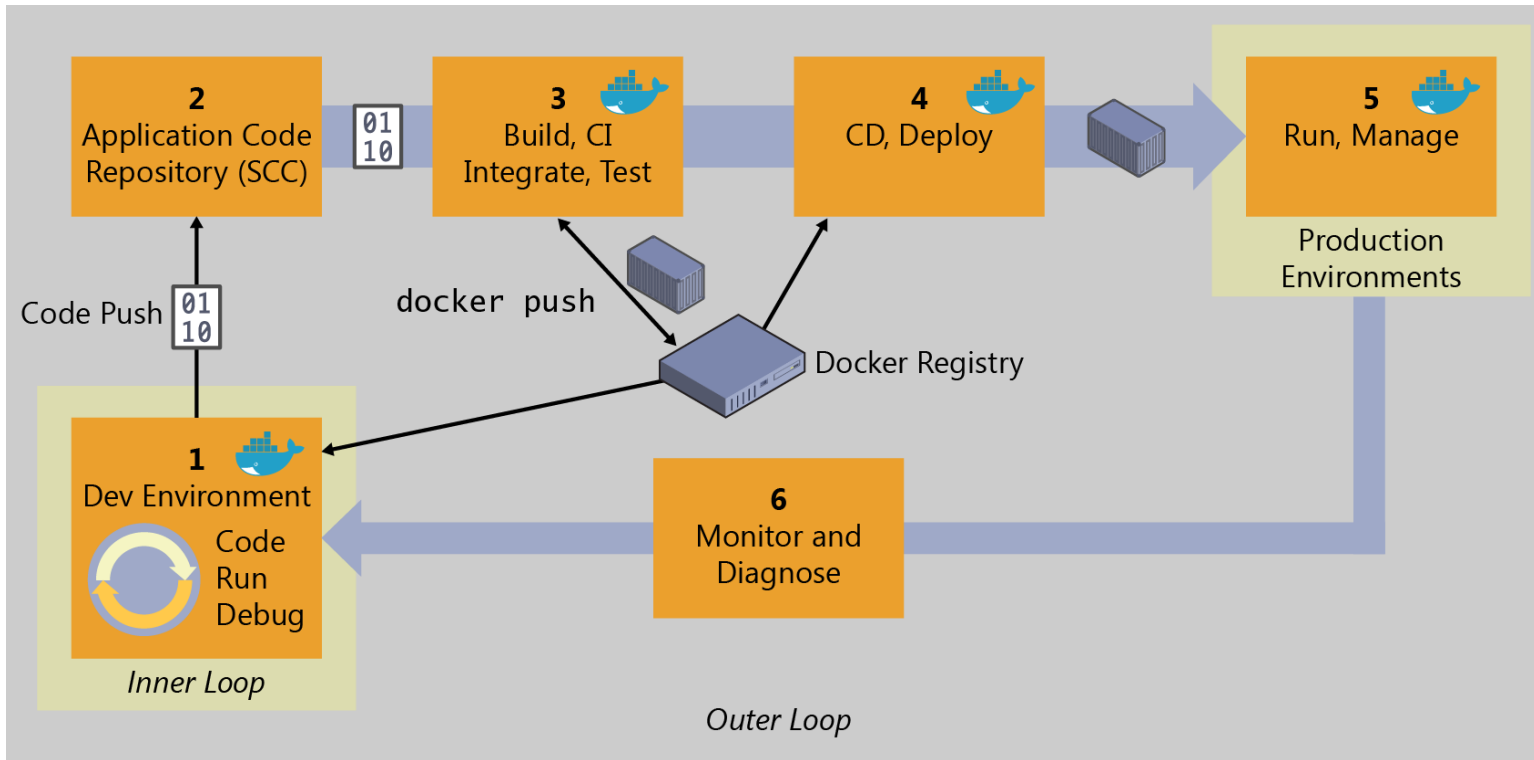 2
Application Code
Repository (SCC)
01
10
3
Build, CI
Integrate, Test
4
CD, Deploy
5
Run, Manage
Production
Environments
Code Push
01
10
docker push
Docker Registry
1
Dev Environment
Code
Run
Debug
Inner Loop
6
Monitor and
Diagnose
Outer Loop